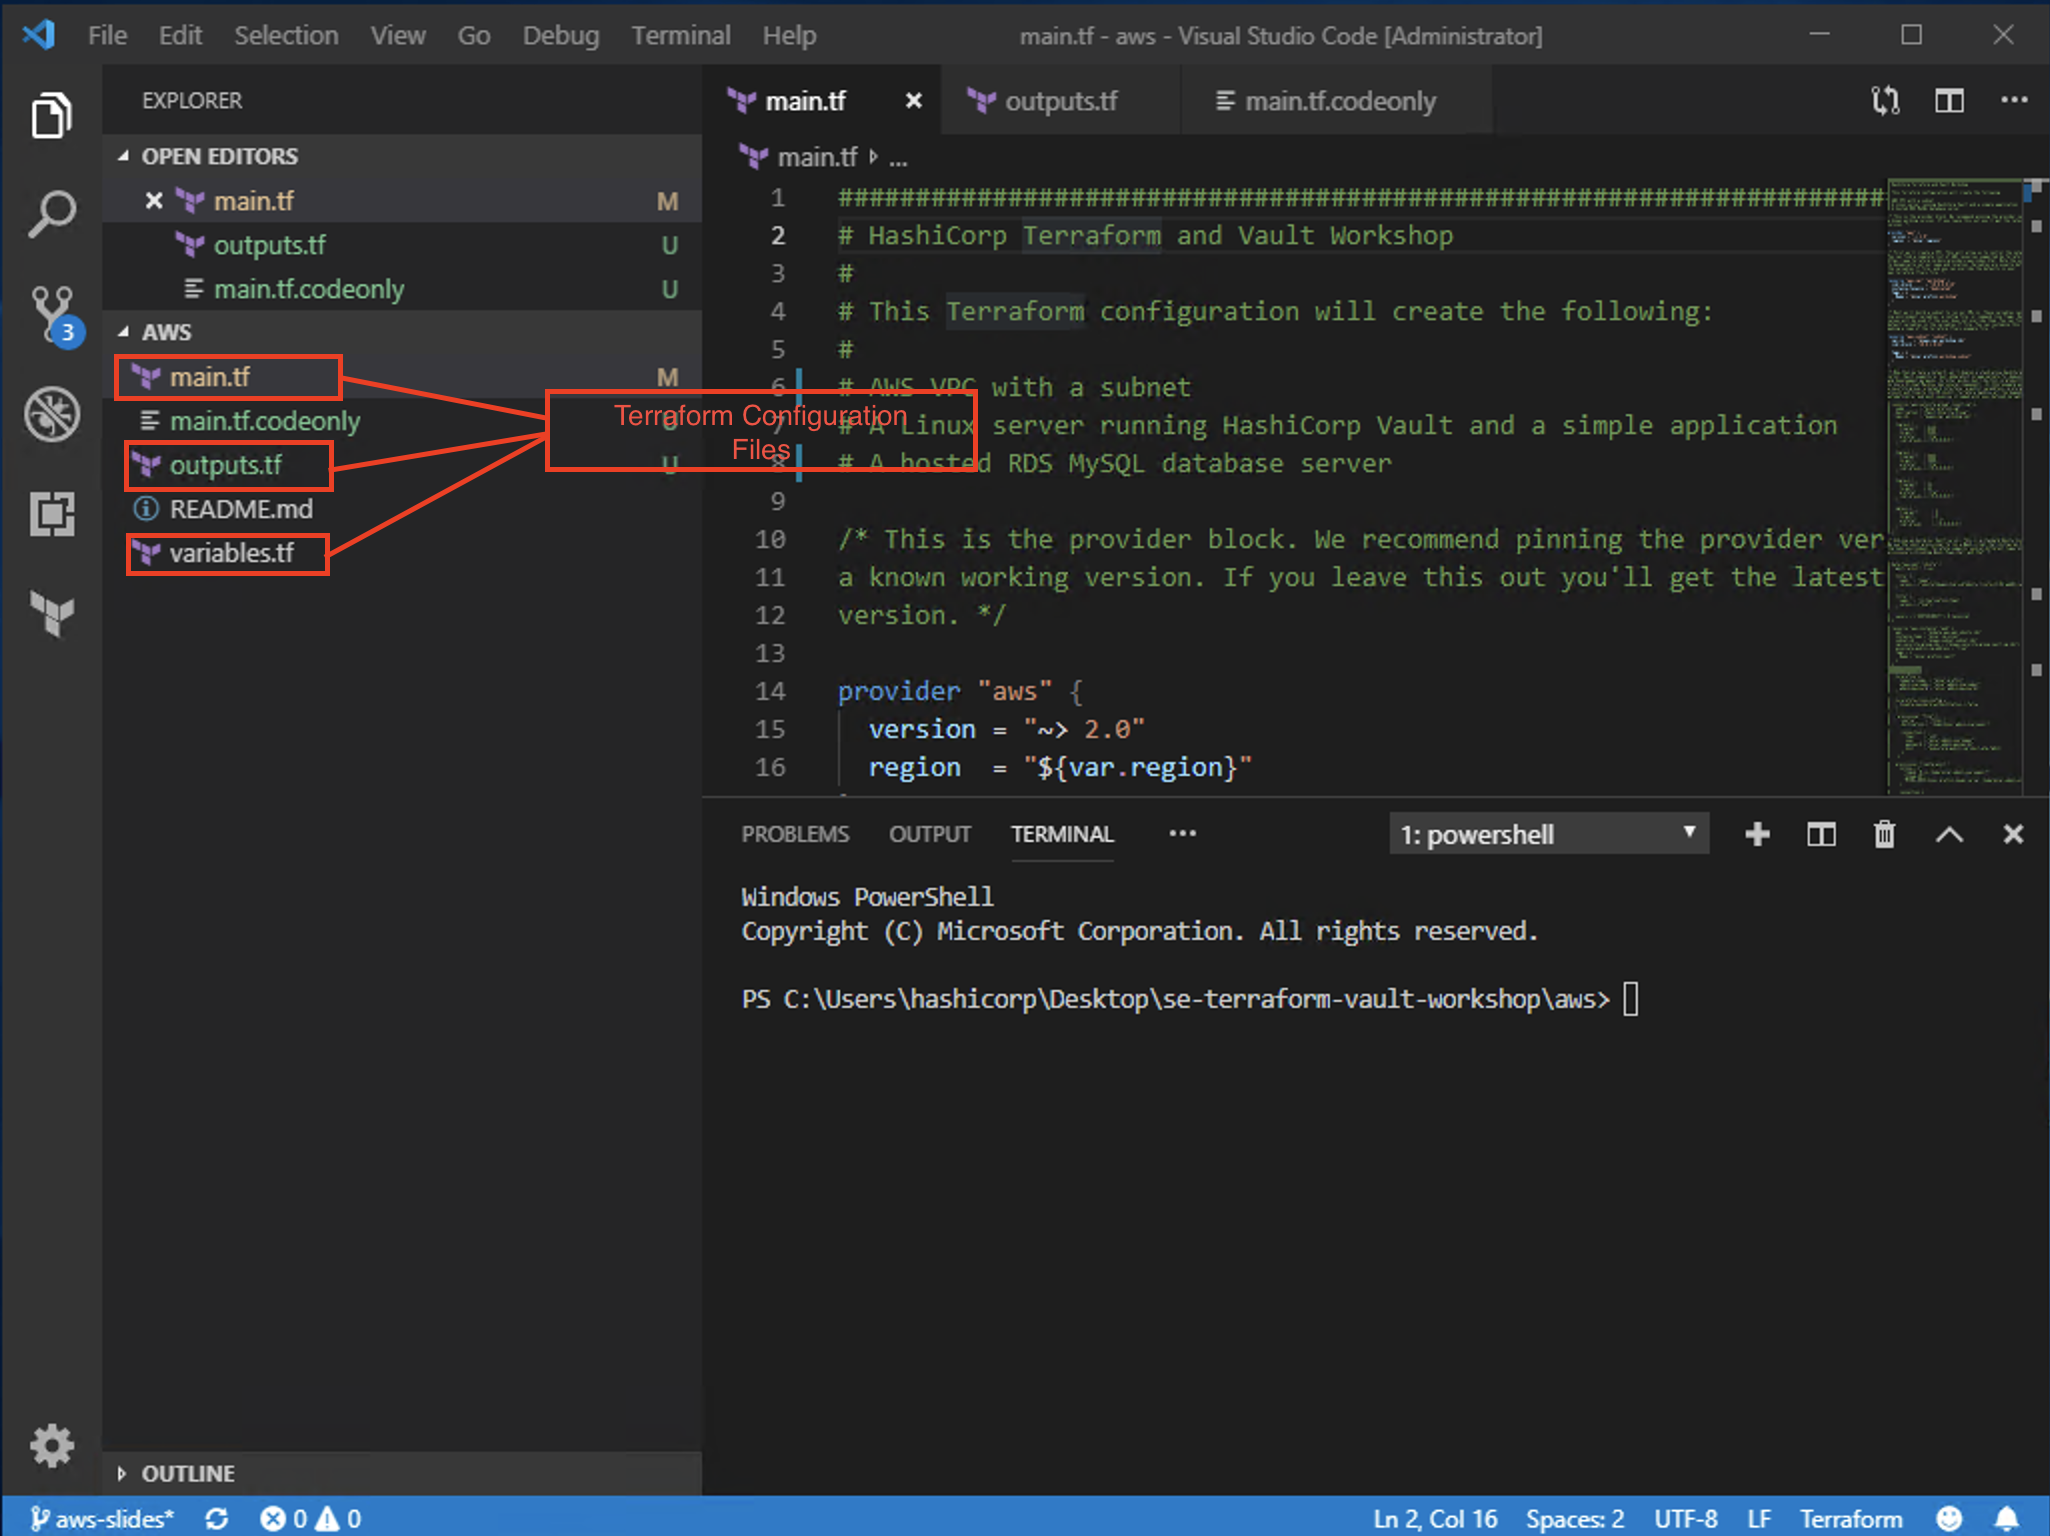 File Edit Selection View Go Debug Terminal Help
main.tf - aws - Visual Studio Code [Administrator]
EXPLORER
OPEN EDITORS
main.tf M
outputs.tf U
main.tf.codeonly U
3
AWS
main.tf M
main.tf.codeonly U
outputs.tf U
README.md
variables.tf
Terraform Configuration
Files
main.tf outputs.tf main.tf.codeonly
main.tf ...
1 ####################################################################
2 # HashiCorp Terraform and Vault Workshop
3 #
4 # This Terraform configuration will create the following:
5 #
6 # AWS VPC with a subnet
7 # A Linux server running HashiCorp Vault and a simple application
8 # A hosted RDS MySQL database server
9
10 /* This is the provider block. We recommend pinning the provider ver
11 a known working version. If you leave this out you'll get the latest
12 version. */
13
14 provider "aws" {
15 version = "~> 2.0"
16 region = "${var.region}"
PROBLEMS OUTPUT TERMINAL ... 1: powershell
Windows PowerShell
Copyright (C) Microsoft Corporation. All rights reserved.
PS C:\Users\hashicorp\Desktop\se-terraform-vault-workshop\aws>
OUTLINE
aws-slides* 0 0 Ln 2, Col 16 Spaces: 2 UTF-8 LF Terraform